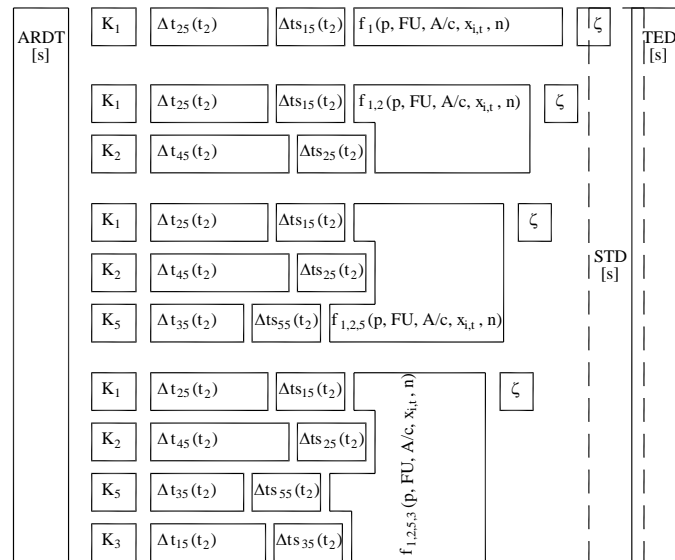 ARDT
[s]
K1 Δt25(t2) Δts15(t2) f1(p, FU, A/c, xi,t, n) ζ
TED
[s]
K1 Δt25(t2) Δts15(t2) f1,2(p, FU, A/c, xi,t, n) ζ
K2 Δt45(t2) Δts25(t2)
K1 Δt25(t2) Δts15(t2) ζ
K2 Δt45(t2) Δts25(t2)
STD
[s]
K5 Δt35(t2) Δts55(t2) f1,2,5(p, FU, A/c, xi,t, n)
K1 Δt25(t2) Δts15(t2) f1,2,5,3(p, FU, A/c, xi,t, n) ζ
K2 Δt45(t2) Δts25(t2)
K5 Δt35(t2) Δts55(t2)
K3 Δt15(t2) Δts35(t2)